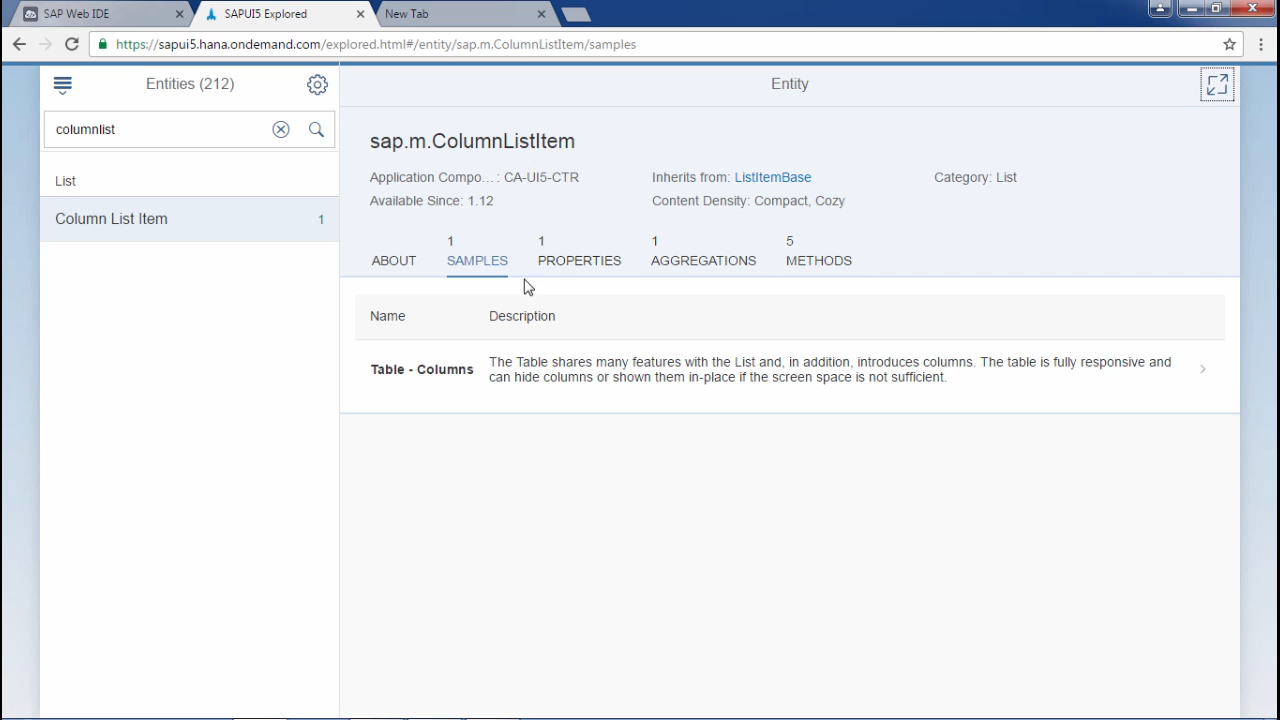 SAP Web IDE
SAPUI5 Explored
New Tab
https://sapui5.hana.ondemand.com/explored.html#/entity/sap.m.ColumnListItem/samples
Entities (212)
Entity
columnlist
List
Column List Item 1
sap.m.ColumnListItem
Application Compo... : CA-UI5-CTR
Inherits from: ListItemBase
Category: List
Available Since: 1.12
Content Density: Compact, Cozy
1 1 1 5
ABOUT SAMPLES PROPERTIES AGGREGATIONS METHODS
Name Description
Table - Columns
The Table shares many features with the List and, in addition, introduces columns. The table is fully responsive and
can hide columns or shown them in-place if the screen space is not sufficient.